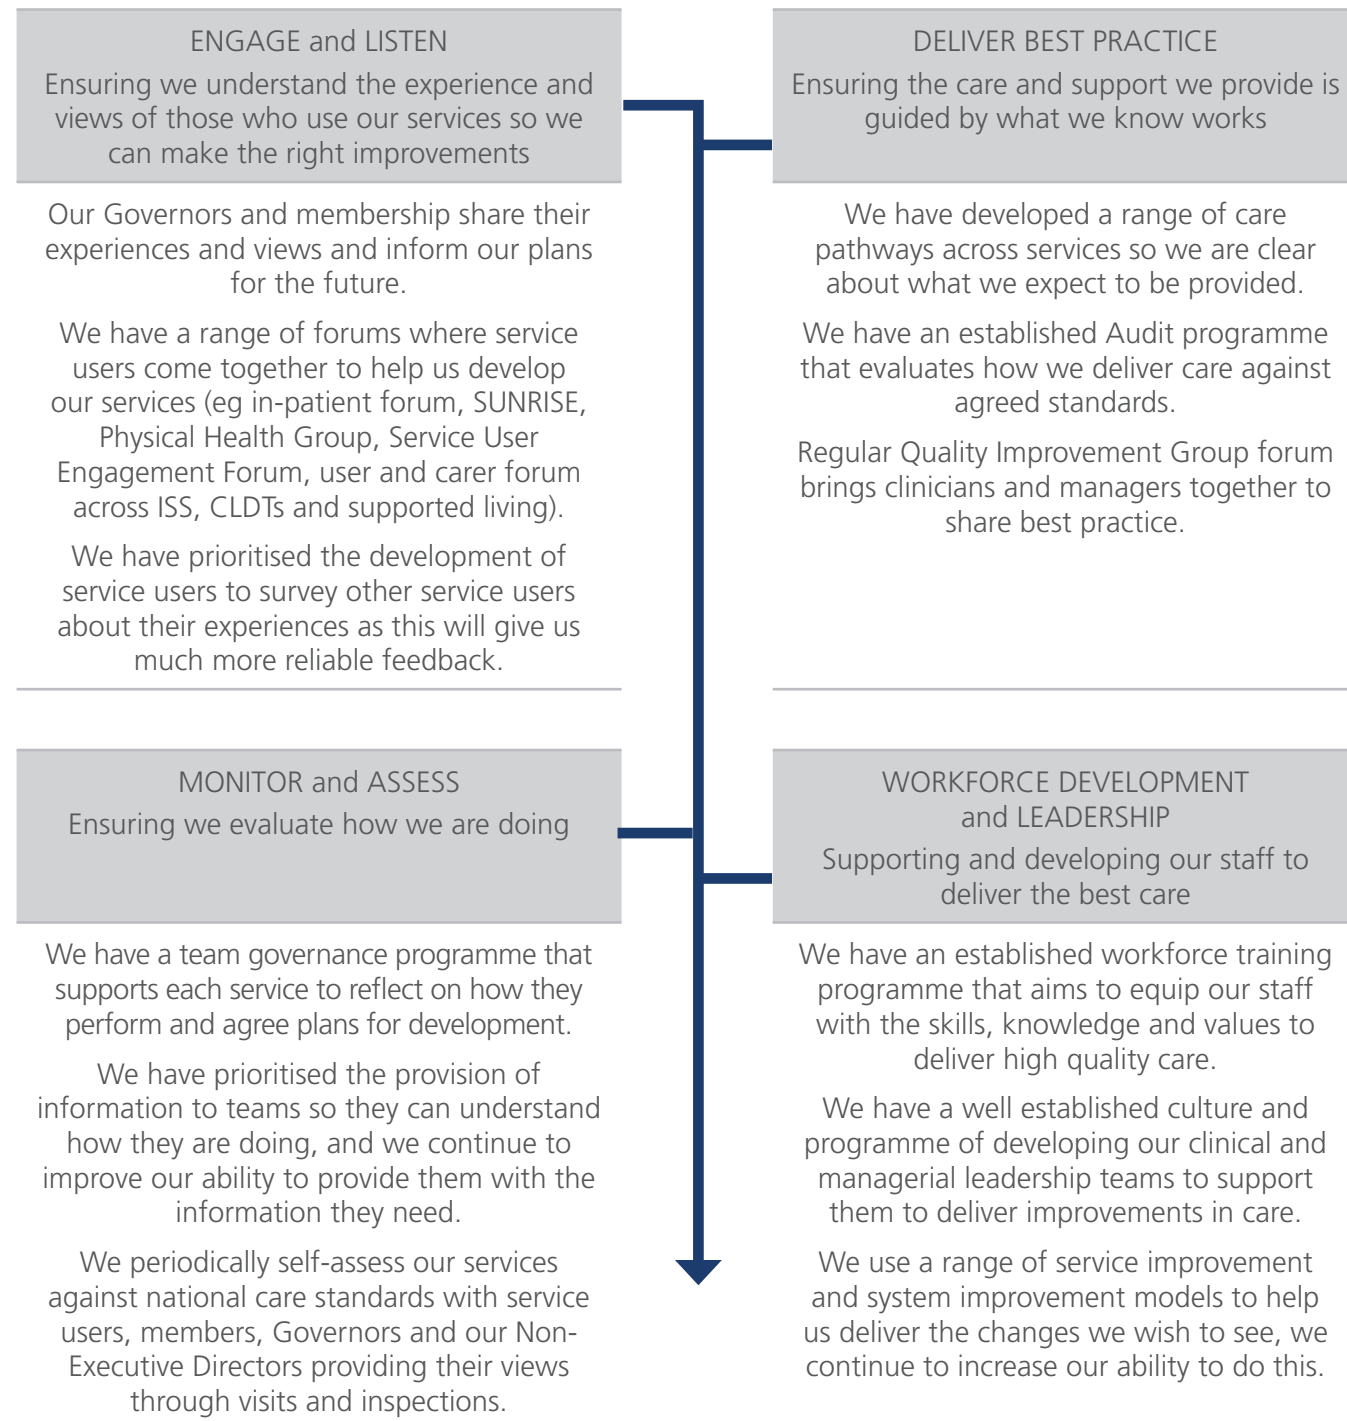 ENGAGE and LISTEN
Ensuring we understand the experience and
views of those who use our services so we
can make the right improvements
Our Governors and membership share their
experiences and views and inform our plans
for the future.
We have a range of forums where service
users come together to help us develop
our services (eg in-patient forum, SUNRISE,
Physical Health Group, Service User
Engagement Forum, user and carer forum
across ISS, CLDTs and supported living).
We have prioritised the development of
service users to survey other service users
about their experiences as this will give us
much more reliable feedback.
DELIVER BEST PRACTICE
Ensuring the care and support we provide is
guided by what we know works
We have developed a range of care
pathways across services so we are clear
about what we expect to be provided.
We have an established Audit programme
that evaluates how we deliver care against
agreed standards.
Regular Quality Improvement Group forum
brings clinicians and managers together to
share best practice.
MONITOR and ASSESS
Ensuring we evaluate how we are doing
We have a team governance programme that
supports each service to reflect on how they
perform and agree plans for development.
We have prioritised the provision of
information to teams so they can understand
how they are doing, and we continue to
improve our ability to provide them with the
information they need.
We periodically self-assess our services
against national care standards with service
users, members, Governors and our Non-
Executive Directors providing their views
through visits and inspections.
WORKFORCE DEVELOPMENT
and LEADERSHIP
Supporting and developing our staff to
deliver the best care
We have an established workforce training
programme that aims to equip our staff
with the skills, knowledge and values to
deliver high quality care.
We have a well established culture and
programme of developing our clinical and
managerial leadership teams to support
them to deliver improvements in care.
We use a range of service improvement
and system improvement models to help
us deliver the changes we wish to see, we
continue to increase our ability to do this.